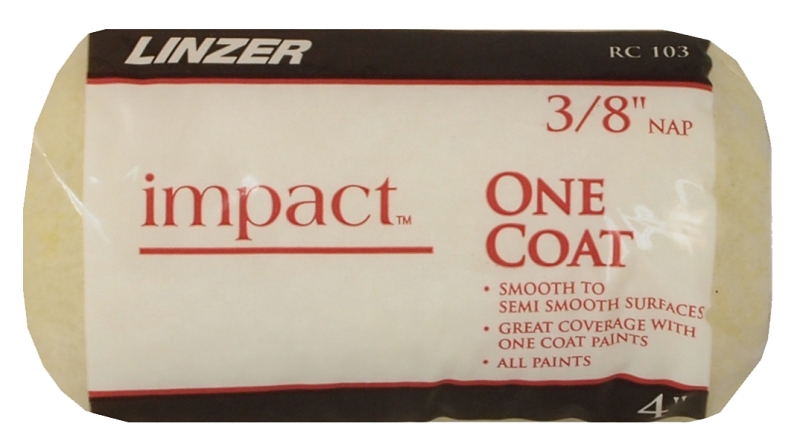 LINZER
RC 103
3/8" NAP
impact™
ONE
COAT
• SMOOTH TO
SEMI SMOOTH SURFACES
• GREAT COVERAGE WITH
ONE COAT PAINTS
• ALL PAINTS
4"